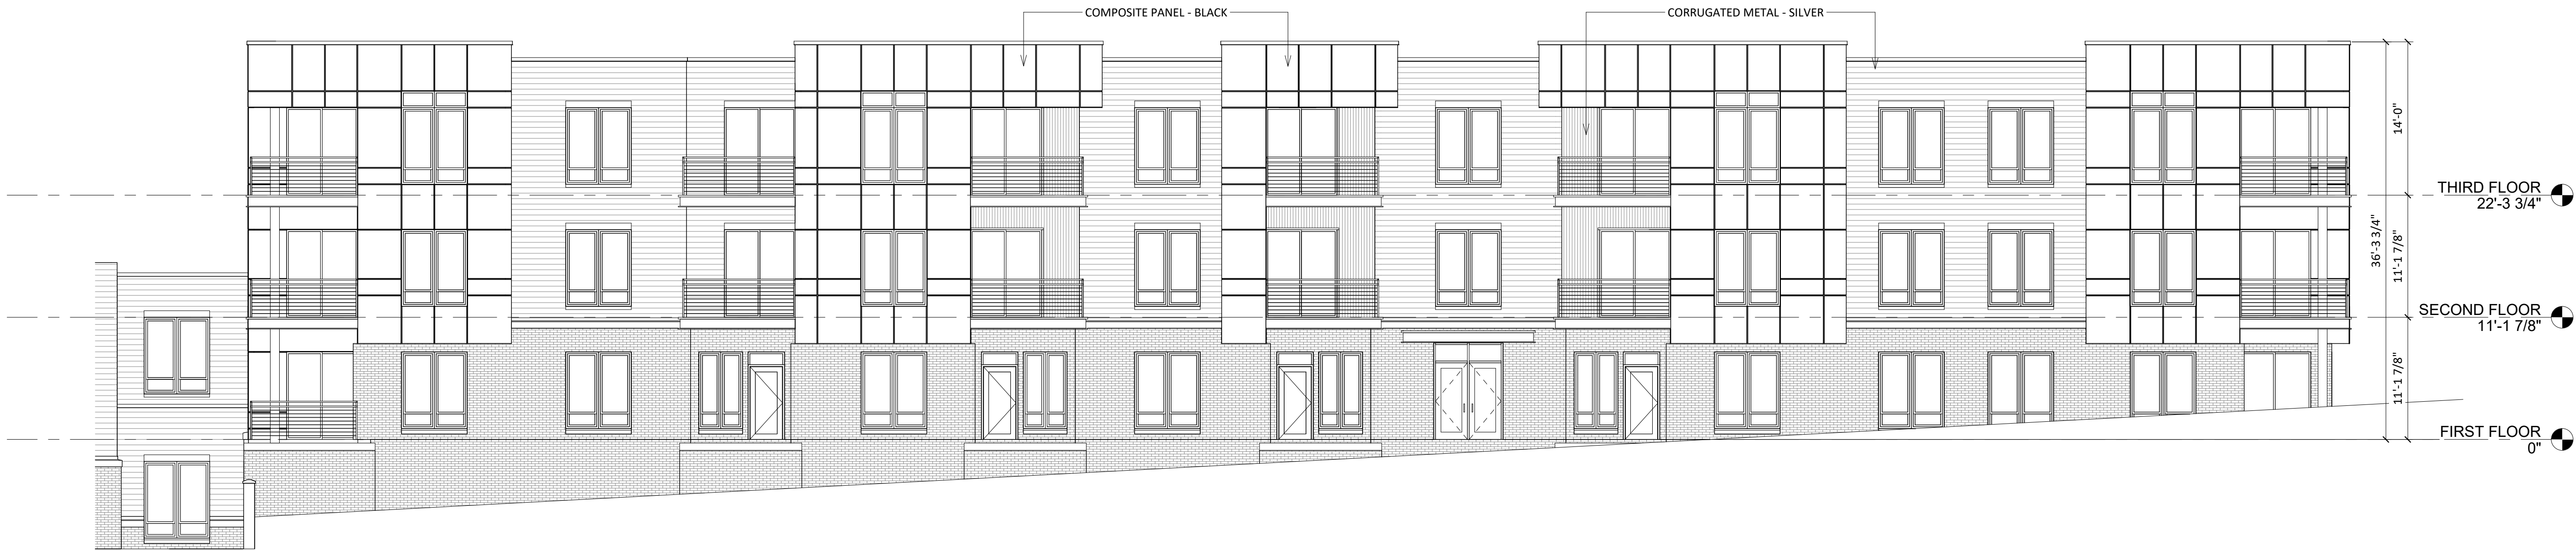 COMPOSITE PANEL - BLACK
CORRUGATED METAL - SILVER
14'-0"
THIRD FLOOR
22'-3 3/4"
36'-3 3/4"
11'-1 7/8"
SECOND FLOOR
11'-1 7/8"
11'-1 7/8"
FIRST FLOOR
0"